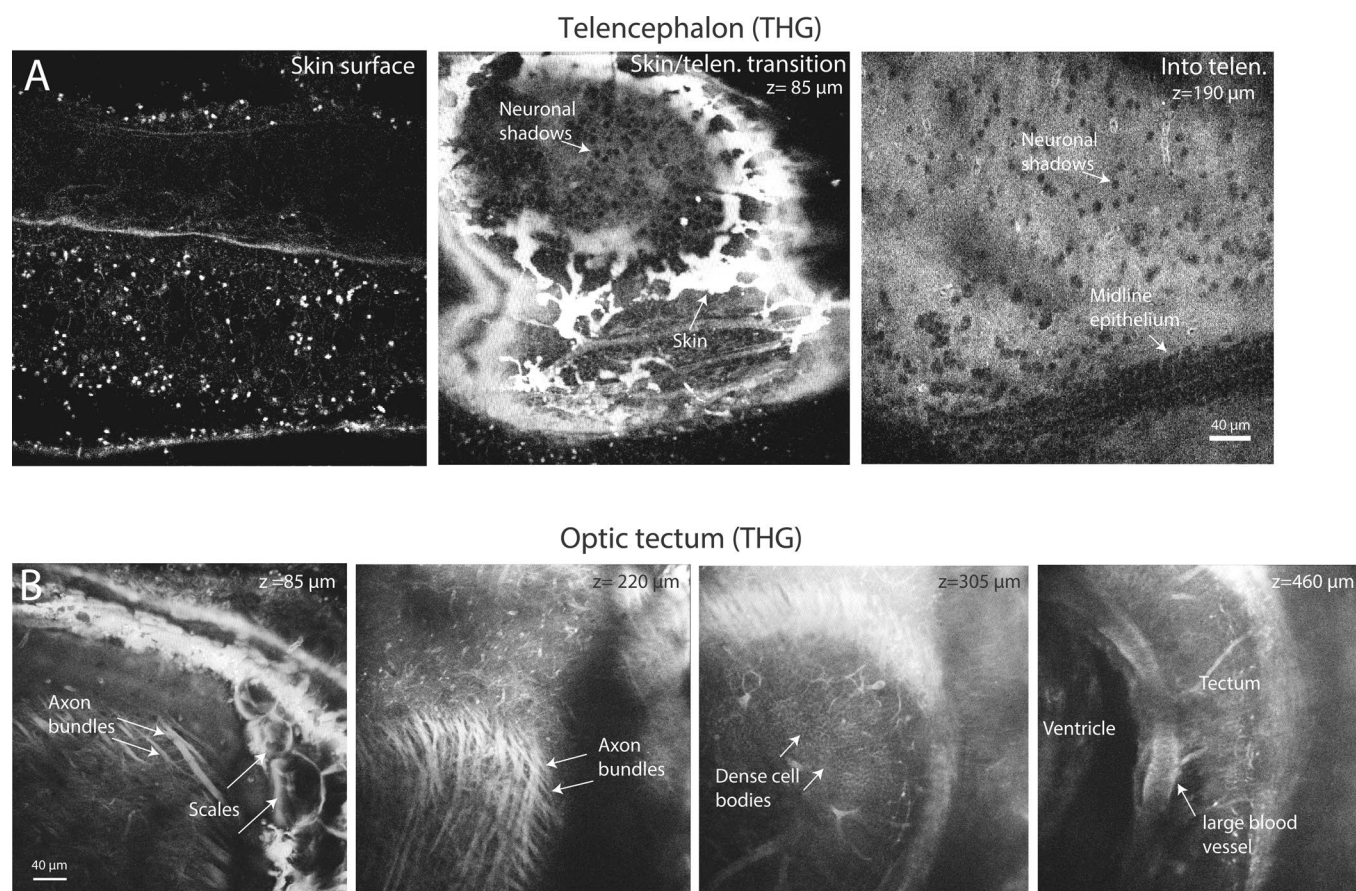 Telencephalon (THG)
A
Skin surface
Skin/telen. transition
z= 85 µm
Neuronal
shadows
Skin
Into telen.
z=190 µm
Neuronal
shadows
Midline
epithelium
40 µm
Optic tectum (THG)
B
z =85 µm
Axon
bundles
Scales
40 µm
z= 220 µm
Axon
bundles
z=305 µm
Dense cell
bodies
z=460 µm
Tectum
Ventricle
large blood
vessel